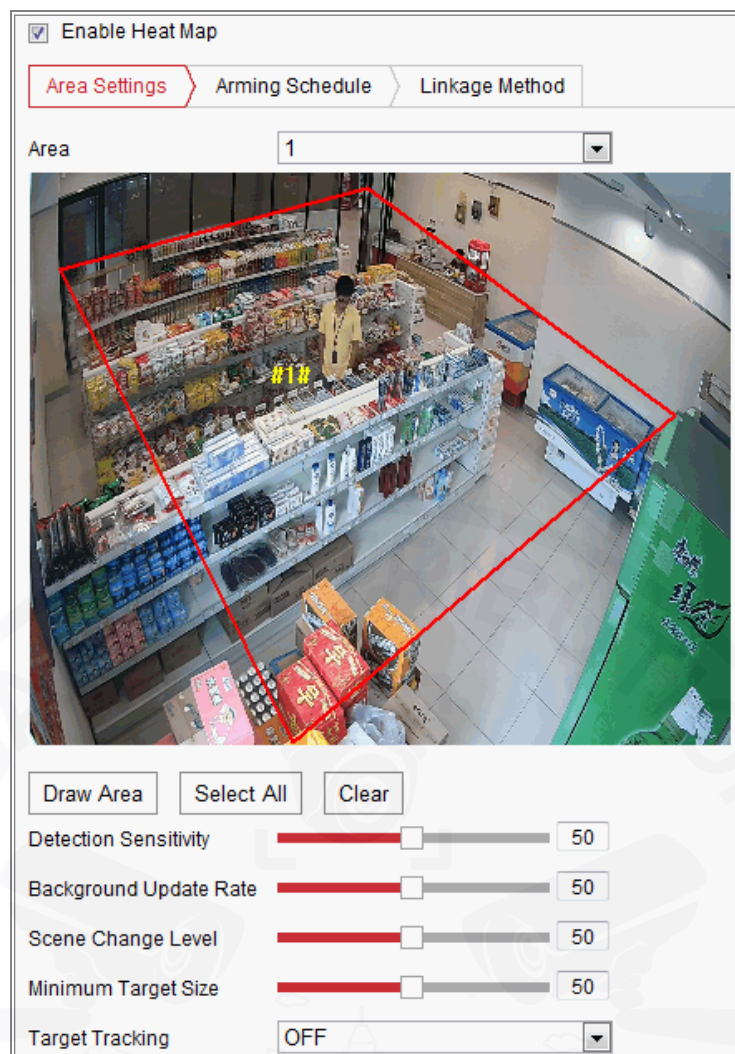 Enable Heat Map
Area Settings
Arming Schedule
Linkage Method
Area
1
#1#
Draw Area
Select All
Clear
Detection Sensitivity
50
Background Update Rate
50
Scene Change Level
50
Minimum Target Size
50
Target Tracking
OFF